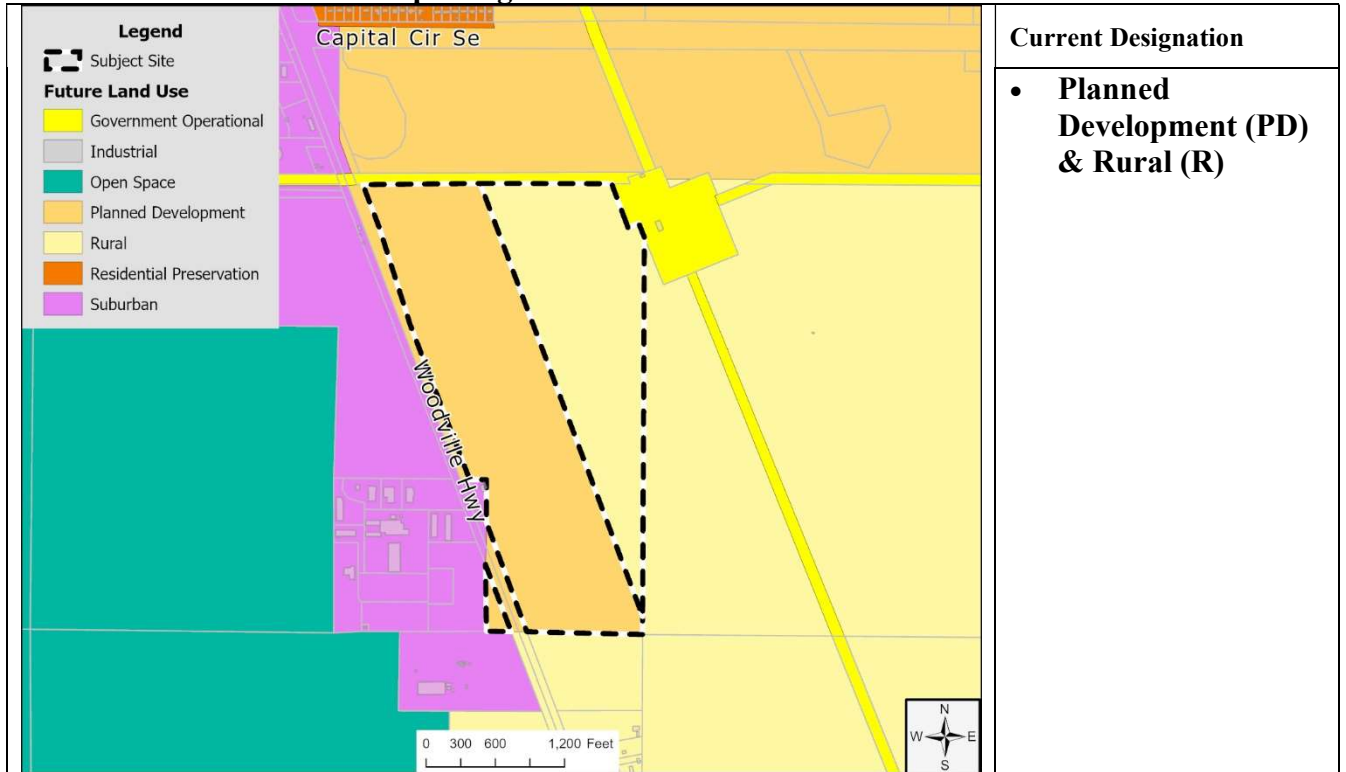 Legend
Subject Site
Future Land Use
Government Operational
Industrial
Open Space
Planned Development
Rural
Residential Preservation
Suburban
Capital Cir Se
Woodville Hwy
0 300 600 1,200 Feet
N
W E
S
Current Designation
• Planned
Development (PD)
& Rural (R)